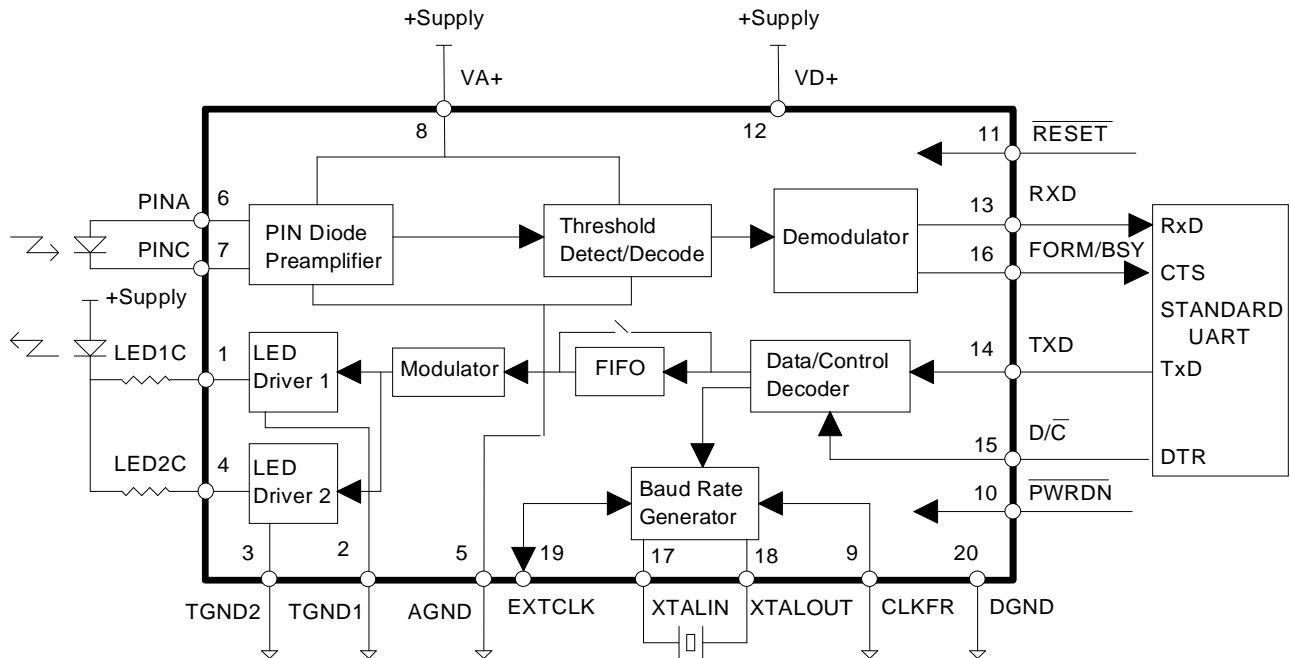 +Supply
+Supply
VA+
VD+
8
12
11
RESET
PINA
6
PINC
7
PIN Diode
Preamplifier
Threshold
Detect/Decode
Demodulator
13
RXD
16
FORM/BSY
RxD
CTS
STANDARD
UART
TxD
DTR
+Supply
LED1C
1
LED
Driver 1
Modulator
FIFO
Data/Control
Decoder
14
TXD
15
D/C̅
LED2C
4
LED
Driver 2
Baud Rate
Generator
10
PWRDN
3
2
5
19
17
18
9
20
TGND2
TGND1
AGND
EXTCLK
XTALIN
XTALOUT
CLKFR
DGND